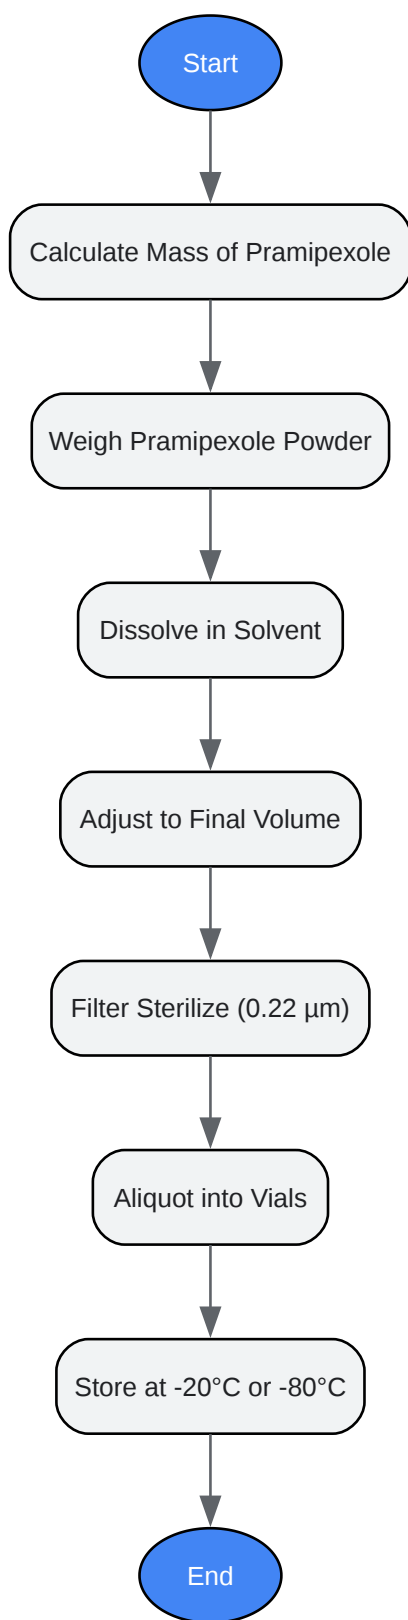 Start
Calculate Mass of Pramipexole
Weigh Pramipexole Powder
Dissolve in Solvent
Adjust to Final Volume
Filter Sterilize (0.22 µm)
Aliquot into Vials
Store at -20°C or -80°C
End